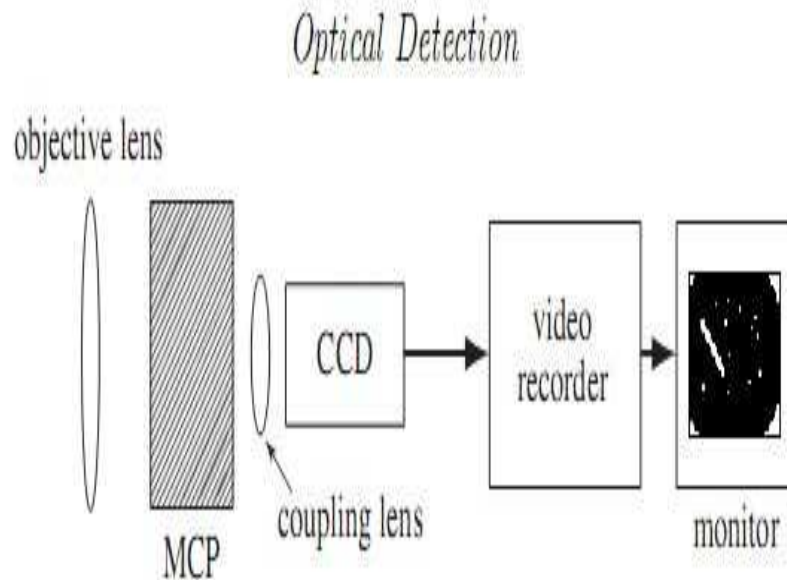 Optical Detection
objective lens
CCD
video
recorder
coupling lens
MCP
monitor